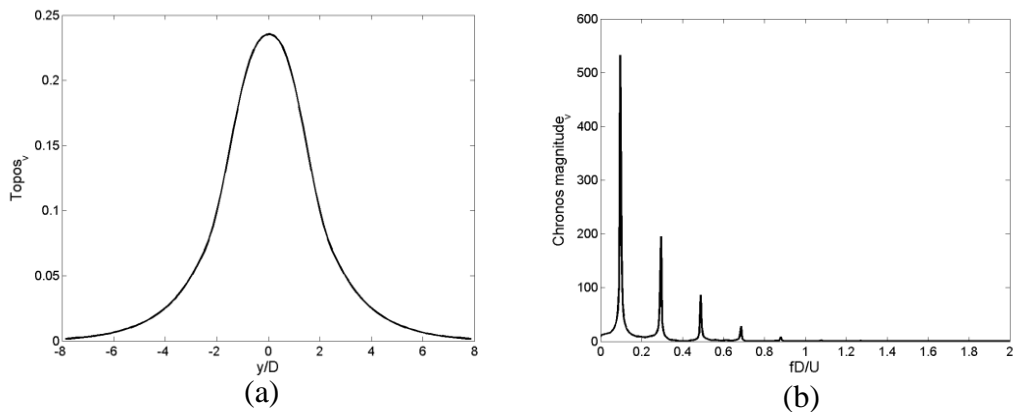 0.25
0.2
0.15
0.1
0.05
0
Topos_v
-8 -6 -4 -2 0 2 4 6 8
y/D
(a)
600
500
400
300
200
100
0
Chronos magnitude_v
0 0.2 0.4 0.6 0.8 1 1.2 1.4 1.6 1.8 2
fD/U
(b)